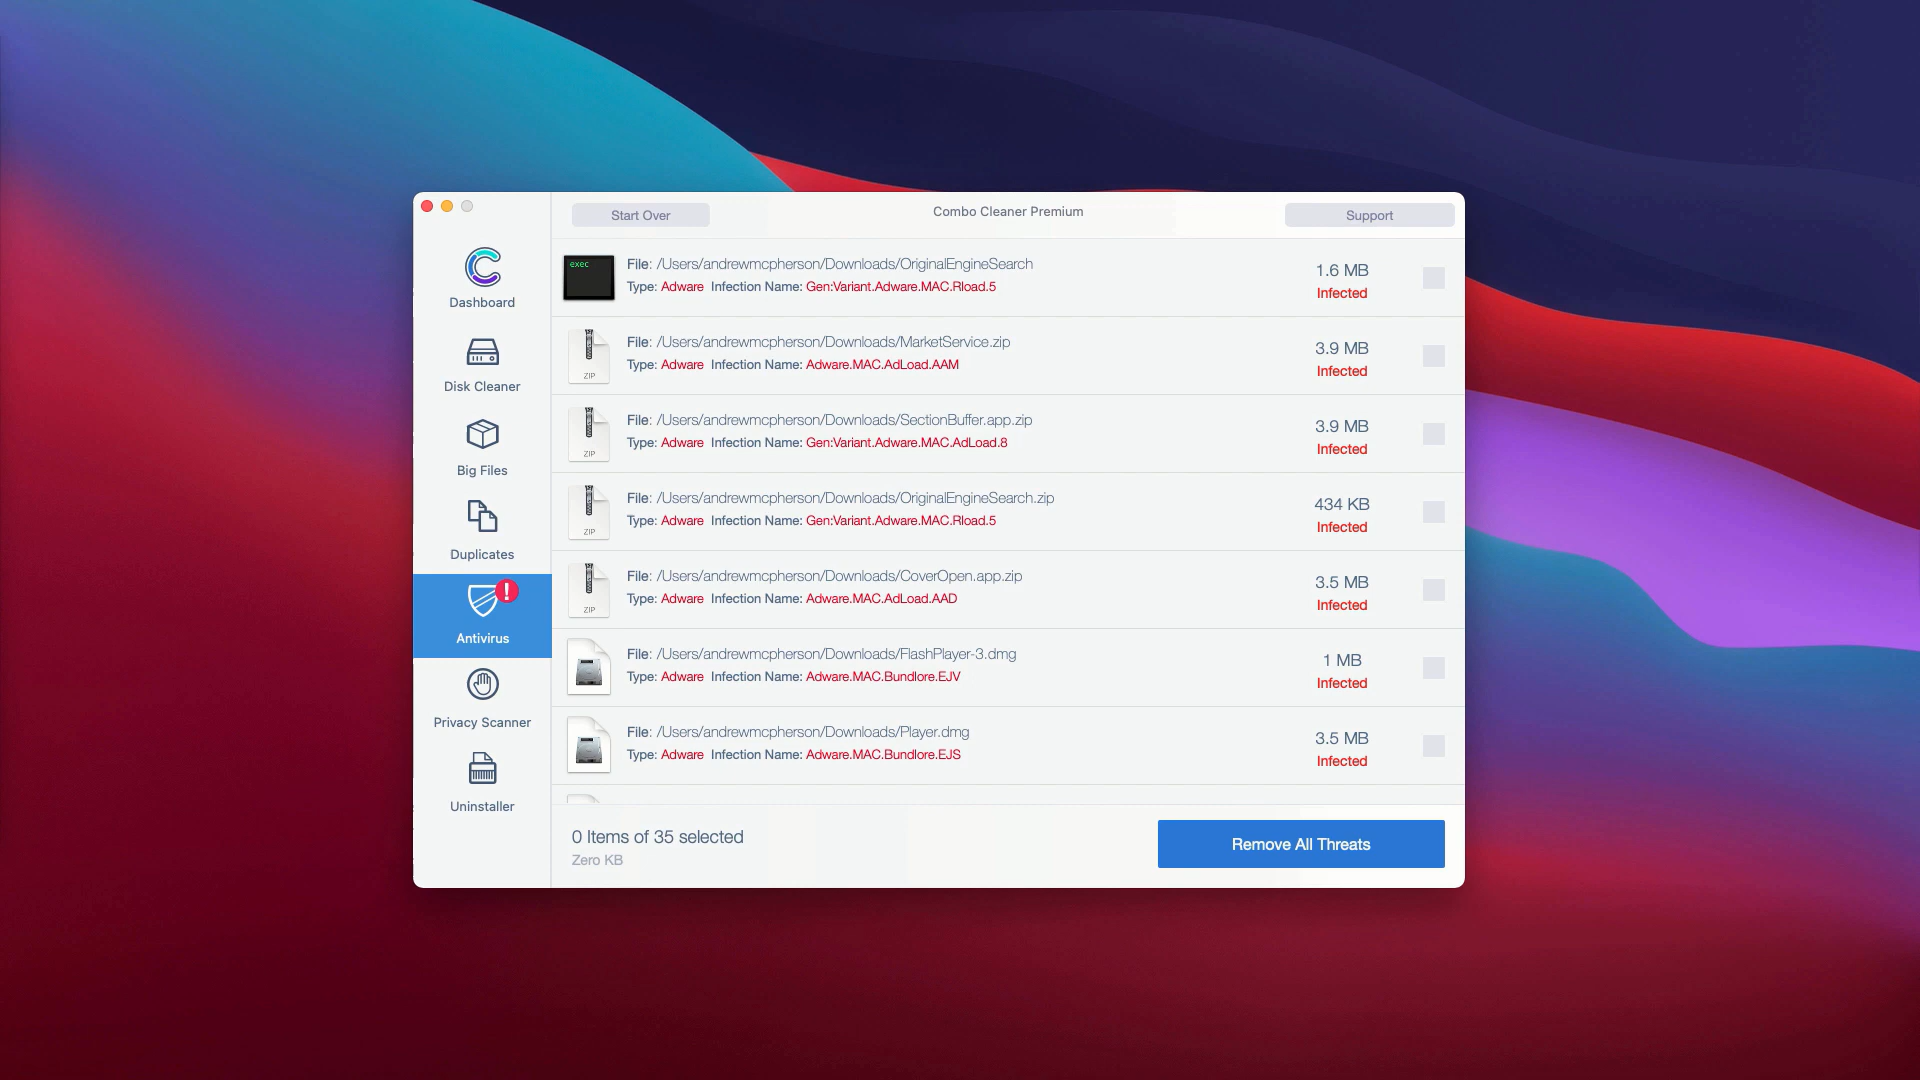 Start Over
Combo Cleaner Premium
Support
Dashboard
Disk Cleaner
Big Files
Duplicates
!
Antivirus
Privacy Scanner
Uninstaller
exec
File: /Users/andrewmcpherson/Downloads/OriginalEngineSearch
Type: Adware Infection Name: Gen:Variant.Adware.MAC.Rload.5
1.6 MB
Infected
ZIP
File: /Users/andrewmcpherson/Downloads/MarketService.zip
Type: Adware Infection Name: Adware.MAC.AdLoad.AAM
3.9 MB
Infected
ZIP
File: /Users/andrewmcpherson/Downloads/SectionBuffer.app.zip
Type: Adware Infection Name: Gen:Variant.Adware.MAC.AdLoad.8
3.9 MB
Infected
ZIP
File: /Users/andrewmcpherson/Downloads/OriginalEngineSearch.zip
Type: Adware Infection Name: Gen:Variant.Adware.MAC.Rload.5
434 KB
Infected
ZIP
File: /Users/andrewmcpherson/Downloads/CoverOpen.app.zip
Type: Adware Infection Name: Adware.MAC.AdLoad.AAD
3.5 MB
Infected
File: /Users/andrewmcpherson/Downloads/FlashPlayer-3.dmg
Type: Adware Infection Name: Adware.MAC.Bundlore.EJV
1 MB
Infected
File: /Users/andrewmcpherson/Downloads/Player.dmg
Type: Adware Infection Name: Adware.MAC.Bundlore.EJS
3.5 MB
Infected
0 Items of 35 selected
Zero KB
Remove All Threats